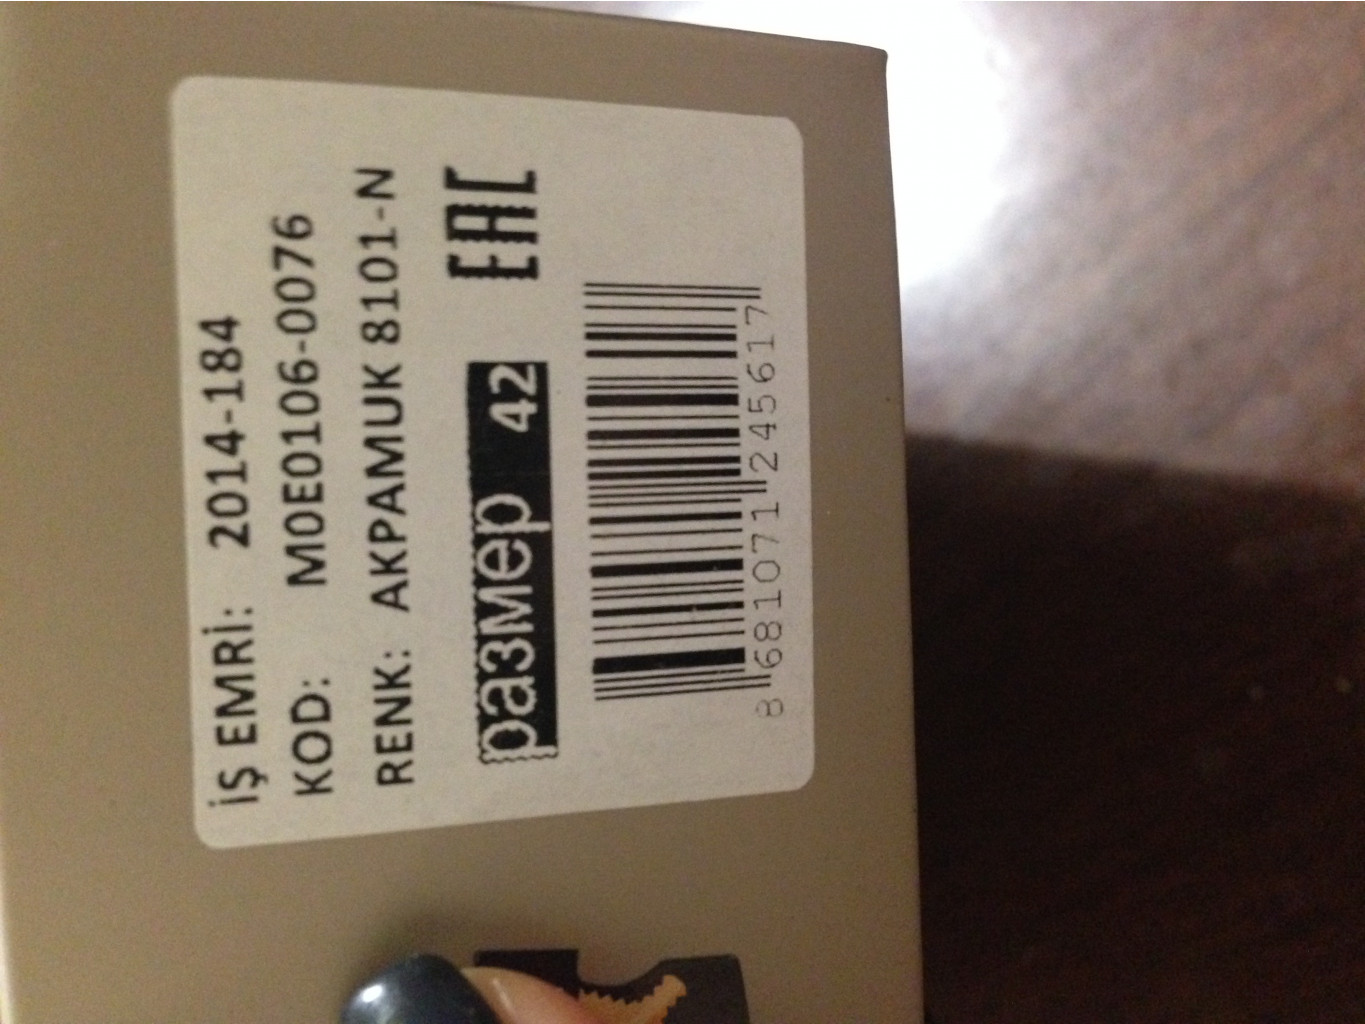 İŞ EMRİ: 2014-184
KOD: M0E0106-0076
RENK: AKPAMUK 8101-N
размер 42
EAC
8 681071 245617